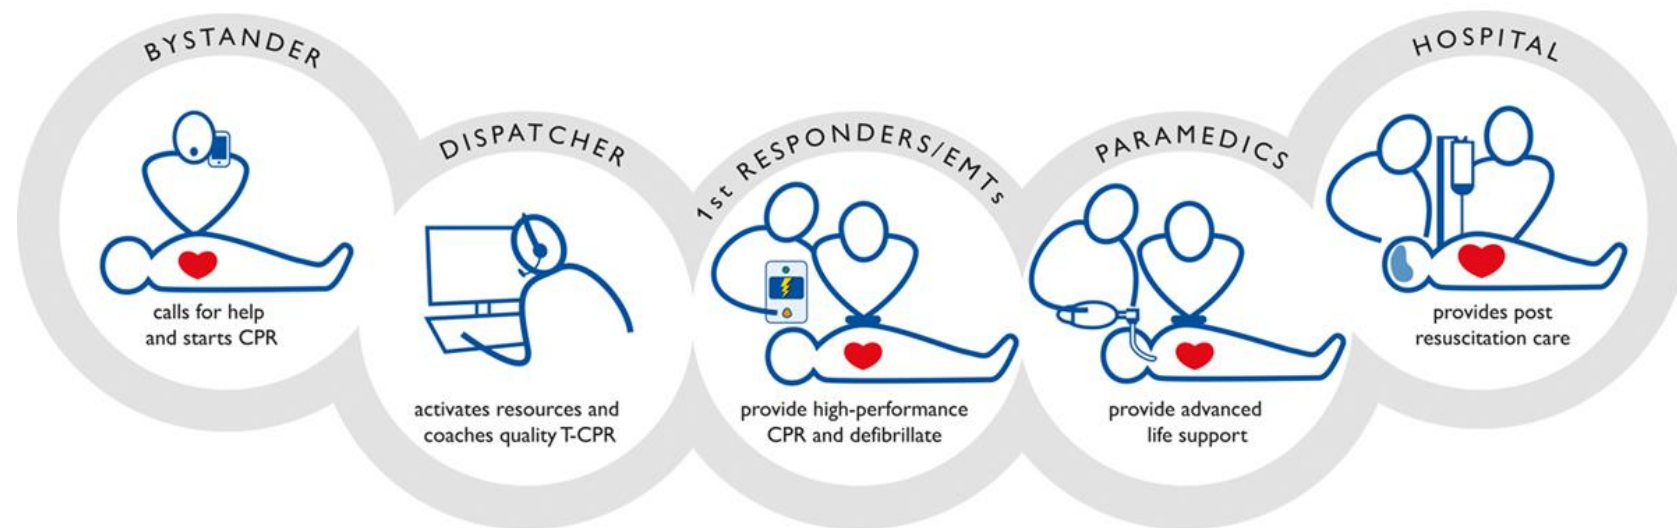 BYSTANDER
calls for help
and starts CPR
DISPATCHER
activates resources and
coaches quality T-CPR
1st RESPONDERS/EMTs
provide high-performance
CPR and defibrillate
PARAMEDICS
provide advanced
life support
HOSPITAL
provides post
resuscitation care